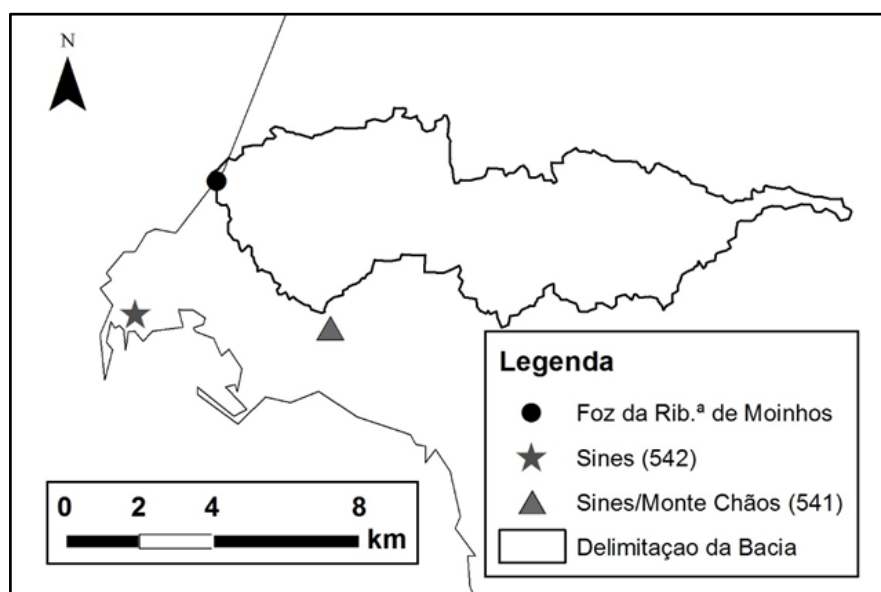 N
Legenda
Foz da Rib.ª de Moinhos
Sines (542)
Sines/Monte Chãos (541)
Delimitaçao da Bacia
0 2 4 8
km